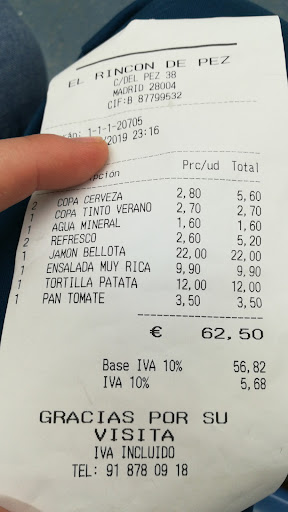 EL RINCON DE PEZ
C/DEL PEZ 38
MADRID 28004
CIF:B 87799532
1-1-1-20705
/2019 23:16
Prc/ud Total
2 COPA CERVEZA 2,80 5,60
1 COPA TINTO VERANO 2,70 2,70
1 AGUA MINERAL 1,60 1,60
2 REFRESCO 2,60 5,20
1 JAMON BELLOTA 22,00 22,00
1 ENSALADA MUY RICA 9,90 9,90
1 TORTILLA PATATA 12,00 12,00
1 PAN TOMATE 3,50 3,50
€ 62,50
Base IVA 10% 56,82
IVA 10% 5,68
GRACIAS POR SU
VISITA
IVA INCLUIDO
TEL: 91 878 09 18